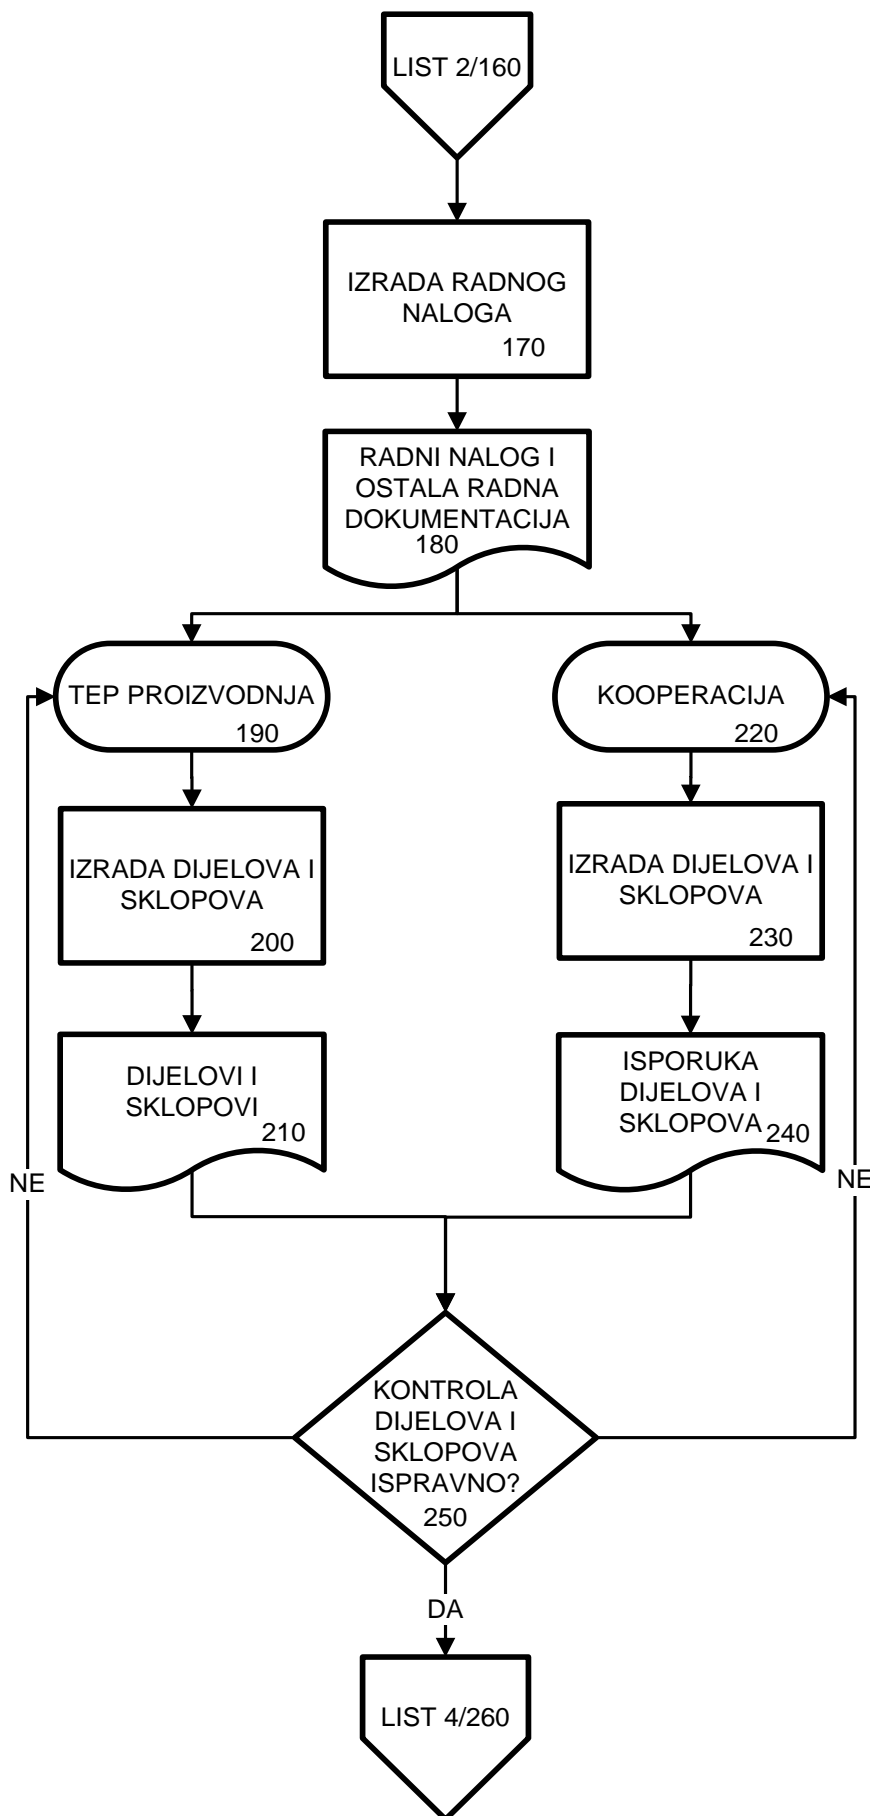 LIST 2/160
IZRADA RADNOG
NALOGA
170
RADNI NALOG I
OSTALA RADNA
DOKUMENTACIJA
180
TEP PROIZVODNJA
190
KOOPERACIJA
220
IZRADA DIJELOVA I
SKLOPOVA
200
IZRADA DIJELOVA I
SKLOPOVA
230
DIJELOVI I
SKLOPOVI
210
ISPORUKA
DIJELOVA I
SKLOPOVA
240
NE
NE
KONTROLA
DIJELOVA I
SKLOPOVA
ISPRAVNO?
250
DA
LIST 4/260